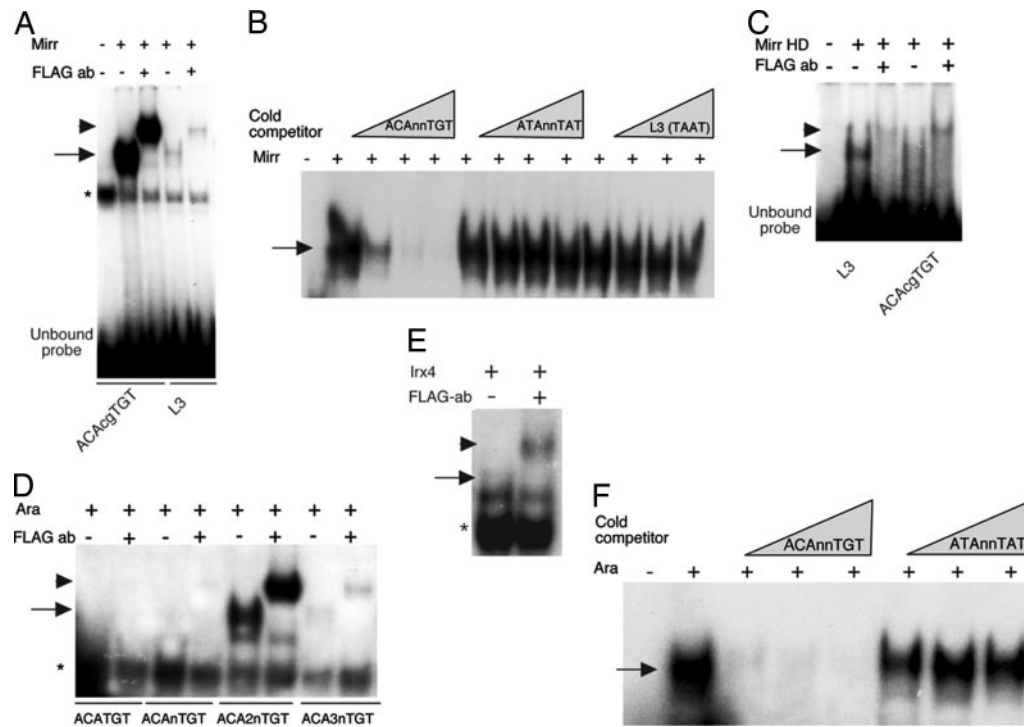 A
Mirr - + + + +
FLAG ab - - + - +
*
Unbound
probe
ACAcgTGT
L3
B
Cold
competitor
ACAnnTGT
ATAnnTAT
L3 (TAAT)
Mirr - + + + + + + + + + + + +
C
Mirr HD - + + + +
FLAG ab - - + - +
Unbound
probe
L3
ACAcgTGT
E
Irx4 + +
FLAG-ab - +
*
D
Ara + + + + + + + +
FLAG ab - + - + - + - +
*
ACATGT
ACAnTGT
ACA2nTGT
ACA3nTGT
F
Cold
competitor
ACAnnTGT
ATAnnTAT
Ara - + + + + + + +